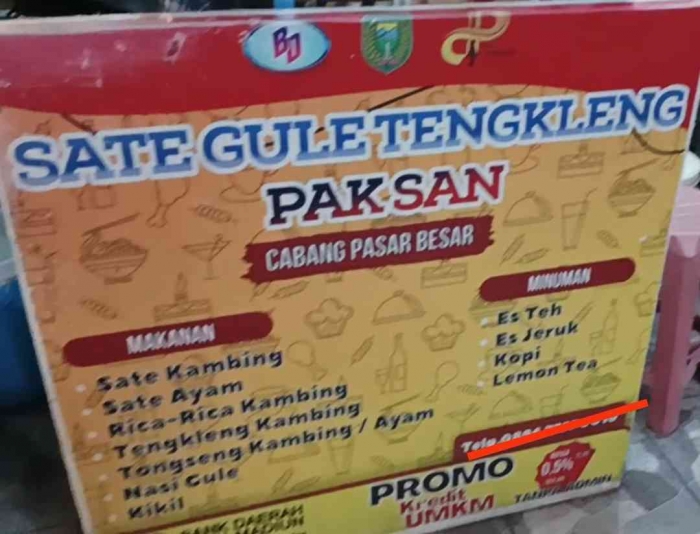 BD
SATE GULE TENGKLENG
PAK SAN
CABANG PASAR BESAR
MAKANAN
Sate Kambing
Sate Ayam
Rica-Rica Kambing
Tengkleng Kambing
Tongseng Kambing / Ayam
Nasi Gule
Kikil
MINUMAN
Es Teh
Es Jeruk
Kopi
Lemon Tea
Telp.
BANK DAERAH
MADIUN
PROMO
Kredit
UMKM
0,5%